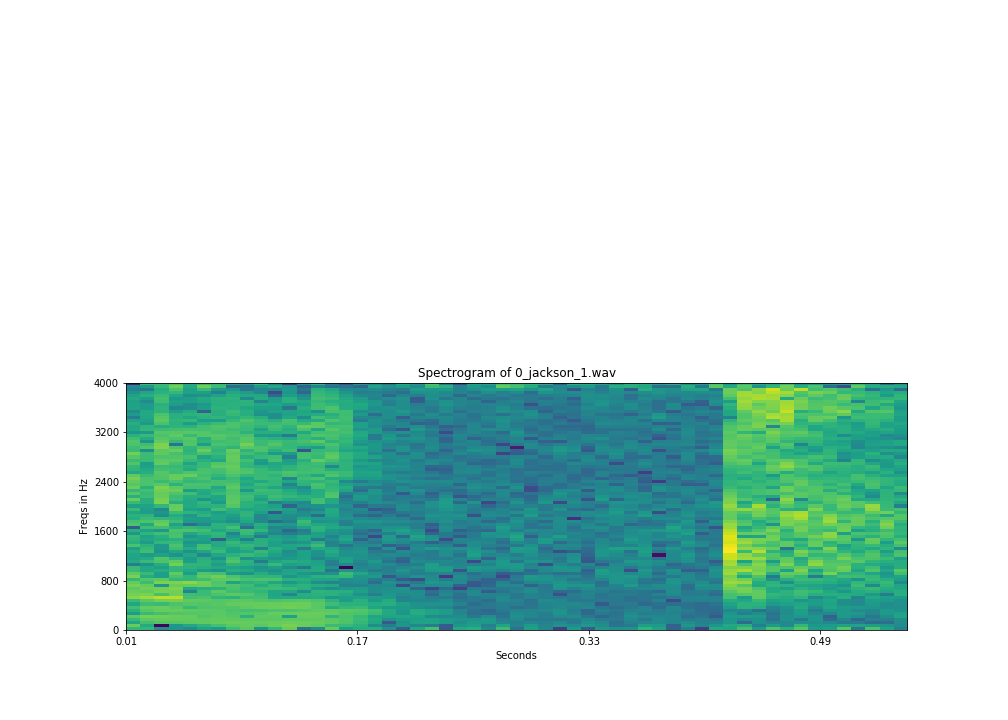 Spectrogram of 0_jackson_1.wav
4000
3200
2400
1600
800
0
Freqs in Hz
0.01 0.17 0.33 0.49
Seconds